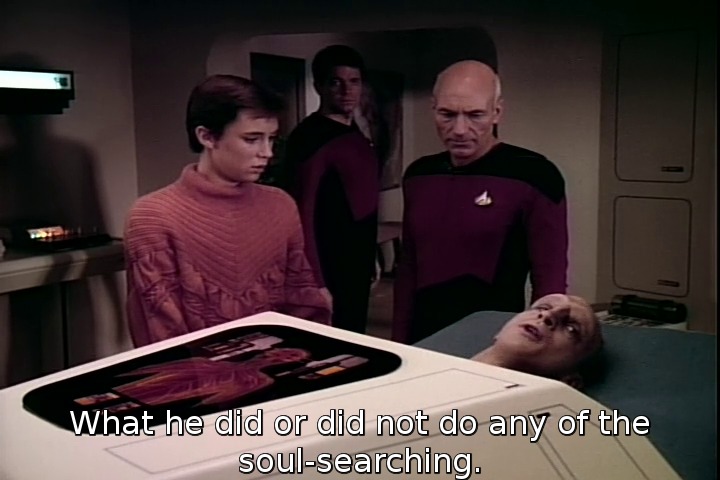 What he did or did not do any of the
soul-searching.